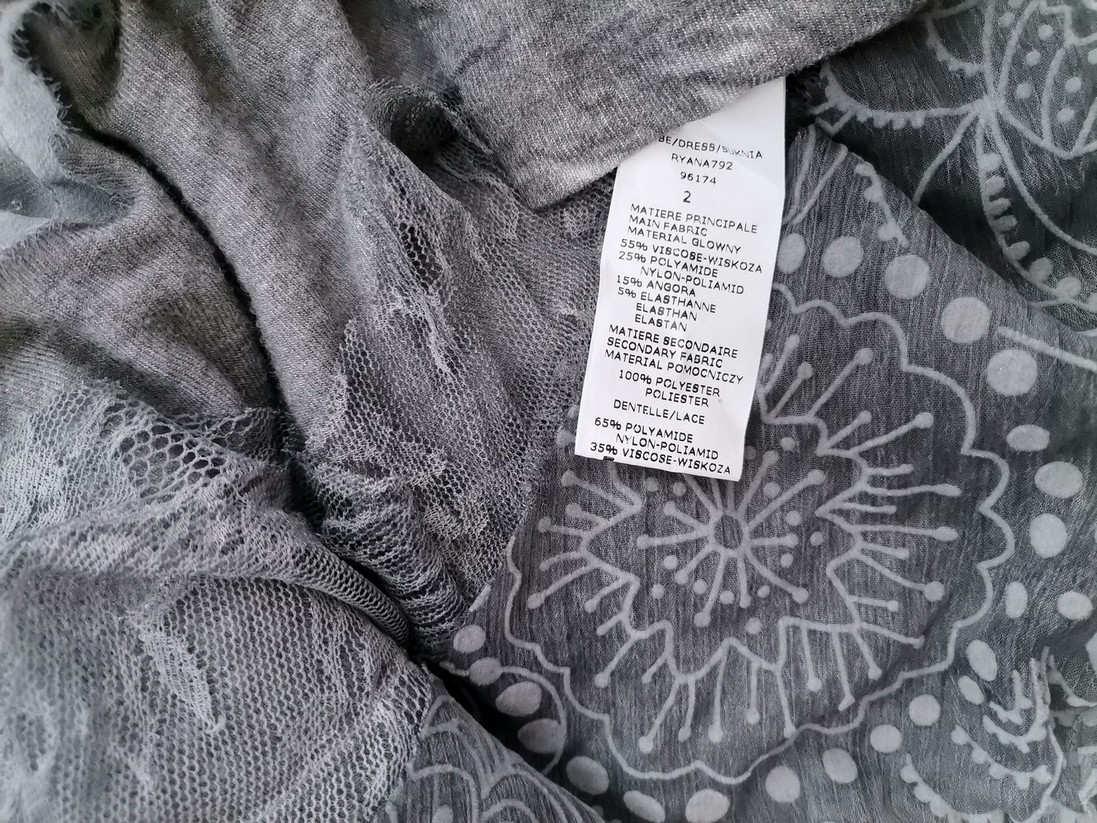 BE/DRESS/SUKNIA
RYANA792
96174
2
MATIERE PRINCIPALE
MAIN FABRIC
MATERIAL GLOWNY
55% VISCOSE-WISKOZA
25% POLYAMIDE
NYLON-POLIAMID
15% ANGORA
5% ELASTHANNE
ELASTHAN
ELASTAN
MATIERE SECONDAIRE
SECONDARY FABRIC
MATERIAL POMOCNICZY
100% POLYESTER
POLIESTER
DENTELLE/LACE
65% POLYAMIDE
NYLON-POLIAMID
35% VISCOSE-WISKOZA